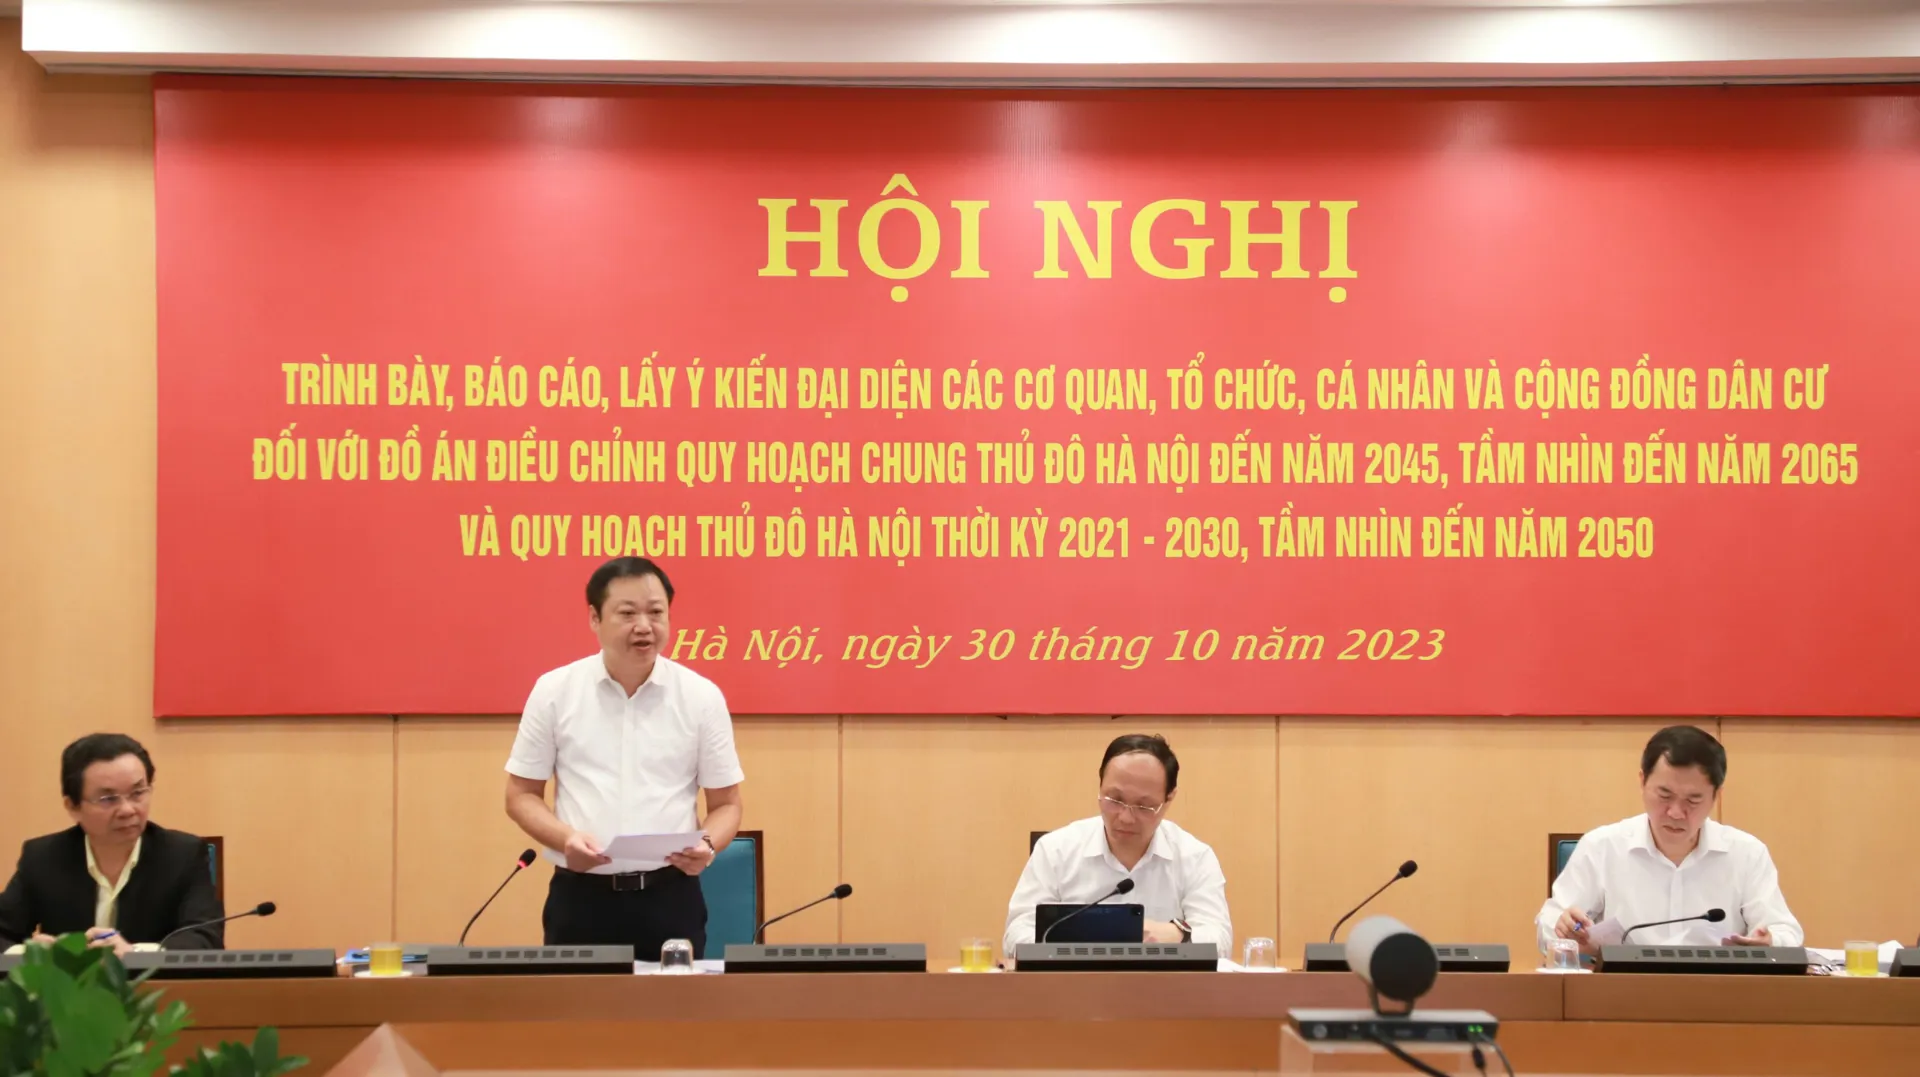 HỘI NGHỊ
TRÌNH BÀY, BÁO CÁO, LẤY Ý KIẾN ĐẠI DIỆN CÁC CƠ QUAN, TỔ CHỨC, CÁ NHÂN VÀ CỘNG ĐỒNG DÂN CƯ
ĐỐI VỚI ĐỒ ÁN ĐIỀU CHỈNH QUY HOẠCH CHUNG THỦ ĐÔ HÀ NỘI ĐẾN NĂM 2045, TẦM NHÌN ĐẾN NĂM 2065
VÀ QUY HOẠCH THỦ ĐÔ HÀ NỘI THỜI KỲ 2021 - 2030, TẦM NHÌN ĐẾN NĂM 2050
Hà Nội, ngày 30 tháng 10 năm 2023